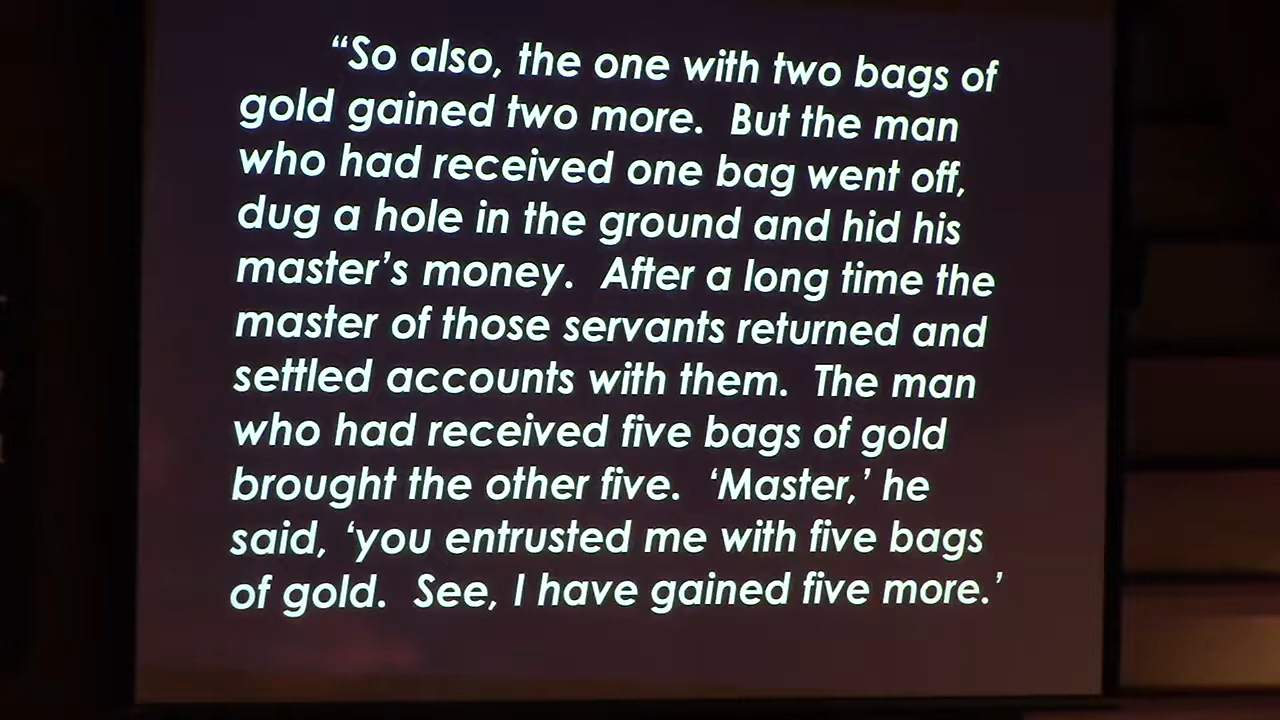 “So also, the one with two bags of
gold gained two more.  But the man
who had received one bag went off,
dug a hole in the ground and hid his
master’s money.  After a long time the
master of those servants returned and
settled accounts with them.  The man
who had received five bags of gold
brought the other five.  ‘Master,’ he
said, ‘you entrusted me with five bags
of gold.  See, I have gained five more.’